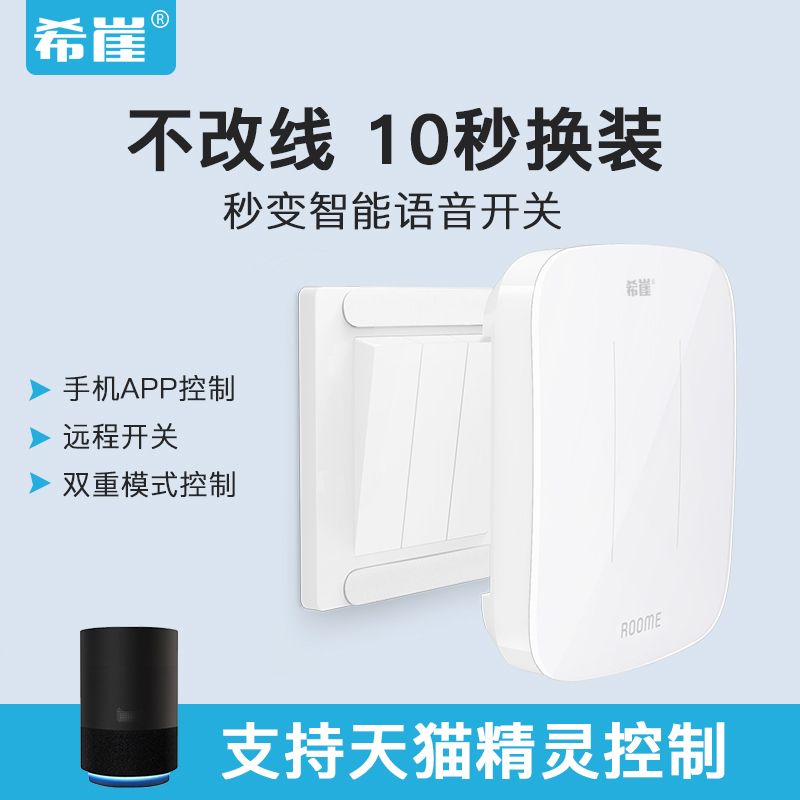 希崖®
不改线 10秒换装
秒变智能语音开关
希崖®
手机APP控制
远程开关
双重模式控制
ROOME
支持天猫精灵控制